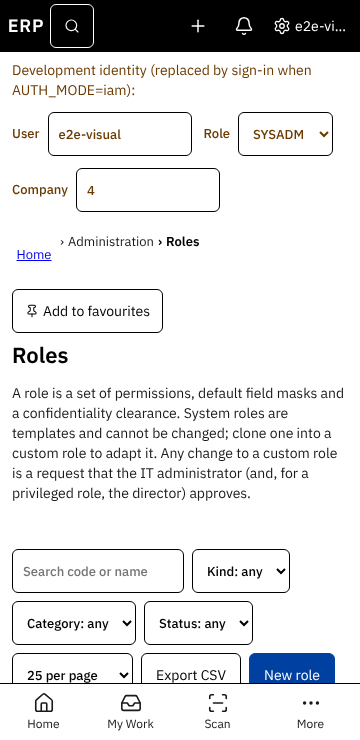 ERP
e2e-vi...
Development identity (replaced by sign-in when
AUTH_MODE=iam):
User e2e-visual Role SYSADM
Company 4
Home › Administration › Roles
Add to favourites
Roles
A role is a set of permissions, default field masks and
a confidentiality clearance. System roles are
templates and cannot be changed; clone one into a
custom role to adapt it. Any change to a custom role
is a request that the IT administrator (and, for a
privileged role, the director) approves.
Search code or name Kind: any
Category: any Status: any
25 per page Export CSV New role
Home My Work Scan More